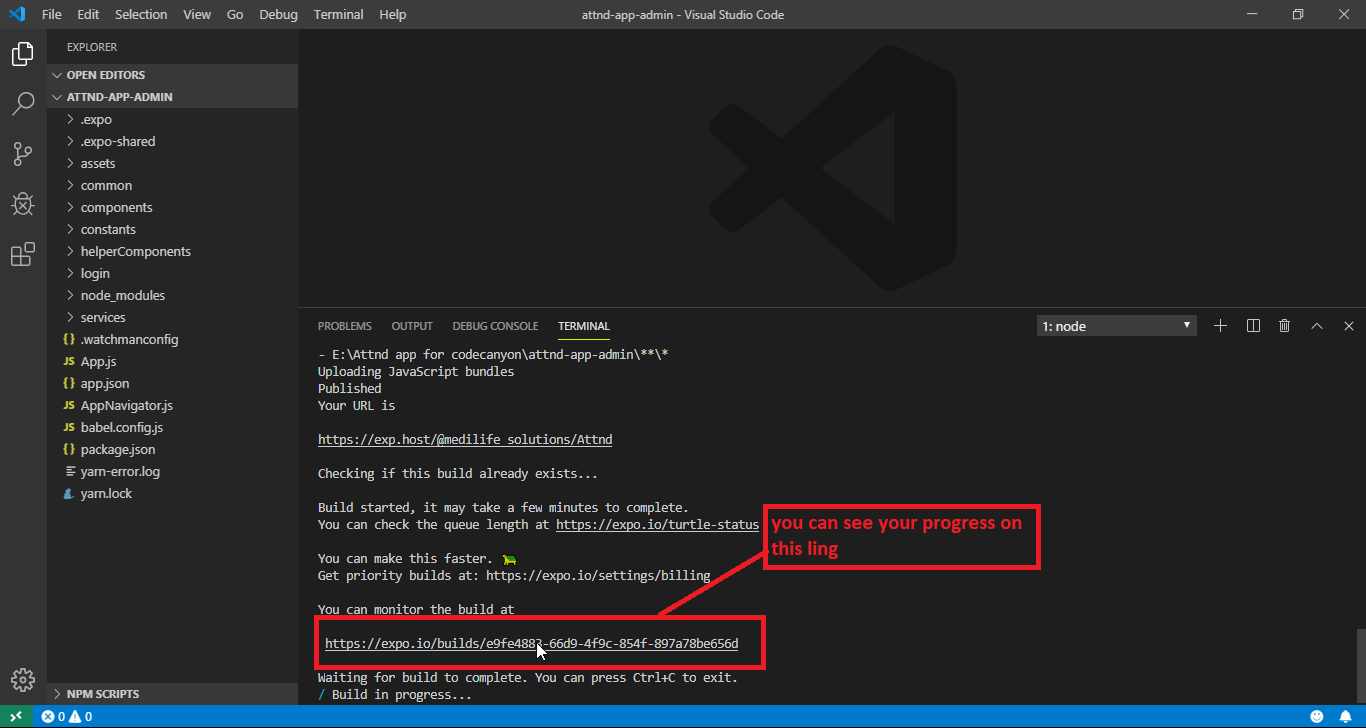 File Edit Selection View Go Debug Terminal Help
attnd-app-admin - Visual Studio Code
EXPLORER
OPEN EDITORS
ATTND-APP-ADMIN
.expo
.expo-shared
assets
common
components
constants
helperComponents
login
node_modules
services
{} .watchmanconfig
JS App.js
{} app.json
JS AppNavigator.js
JS babel.config.js
{} package.json
yarn-error.log
yarn.lock
NPM SCRIPTS
PROBLEMS OUTPUT DEBUG CONSOLE TERMINAL
1: node
- E:\Attnd app for codecanyon\attnd-app-admin\**\*
Uploading JavaScript bundles
Published
Your URL is
https://exp.host/@medilife_solutions/Attnd
Checking if this build already exists...
Build started, it may take a few minutes to complete.
You can check the queue length at https://expo.io/turtle-status
You can make this faster. 🐢
Get priority builds at: https://expo.io/settings/billing
You can monitor the build at
https://expo.io/builds/e9fe4883-66d9-4f9c-854f-897a78be656d
Waiting for build to complete. You can press Ctrl+C to exit.
/ Build in progress...
you can see your progress on
this ling
0 0